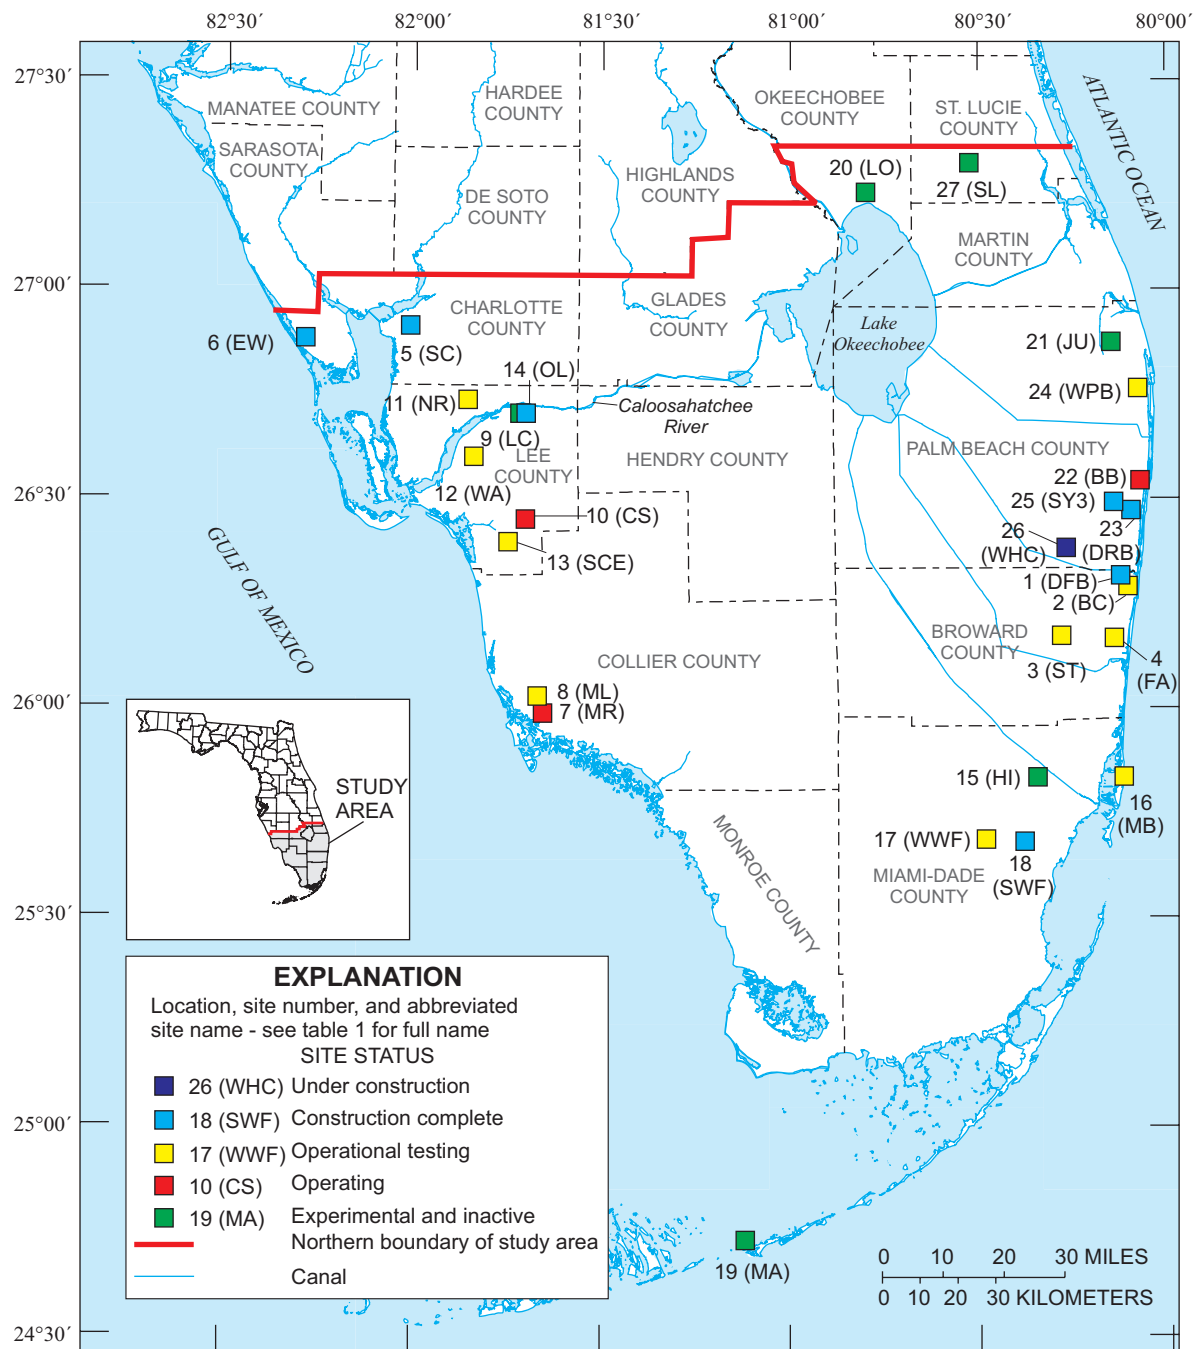 82°30´ 82°00´ 81°30´ 81°00´ 80°30´ 80°00´
27°30´
27°00´
26°30´
26°00´
25°30´
25°00´
24°30´
MANATEE COUNTY
HARDEE
COUNTY
OKEECHOBEE
COUNTY
ST. LUCIE
COUNTY
ATLANTIC OCEAN
SARASOTA
COUNTY
HIGHLANDS
COUNTY
20 (LO)
27 (SL)
DE SOTO
COUNTY
MARTIN
COUNTY
CHARLOTTE
COUNTY
GLADES
COUNTY
Lake
Okeechobee
6 (EW)
5 (SC)
21 (JU)
14 (OL)
24 (WPB)
11 (NR)
Caloosahatchee
River
9 (LC)
LEE
COUNTY
HENDRY COUNTY
PALM BEACH COUNTY
12 (WA)
22 (BB)
25 (SY3)
10 (CS)
23
(DRB)
26
(WHC)
13 (SCE)
1 (DFB)
2 (BC)
GULF OF MEXICO
BROWARD
COUNTY
COLLIER COUNTY
3 (ST)
4
(FA)
8 (ML)
7 (MR)
15 (HI)
16
(MB)
STUDY
AREA
MONROE COUNTY
17 (WWF)
18
(SWF)
MIAMI-DADE
COUNTY
EXPLANATION
Location, site number, and abbreviated
site name - see table 1 for full name
SITE STATUS
26 (WHC) Under construction
18 (SWF) Construction complete
17 (WWF) Operational testing
10 (CS) Operating
19 (MA) Experimental and inactive
Northern boundary of study area
Canal
19 (MA)
0 10 20 30 MILES
0 10 20 30 KILOMETERS